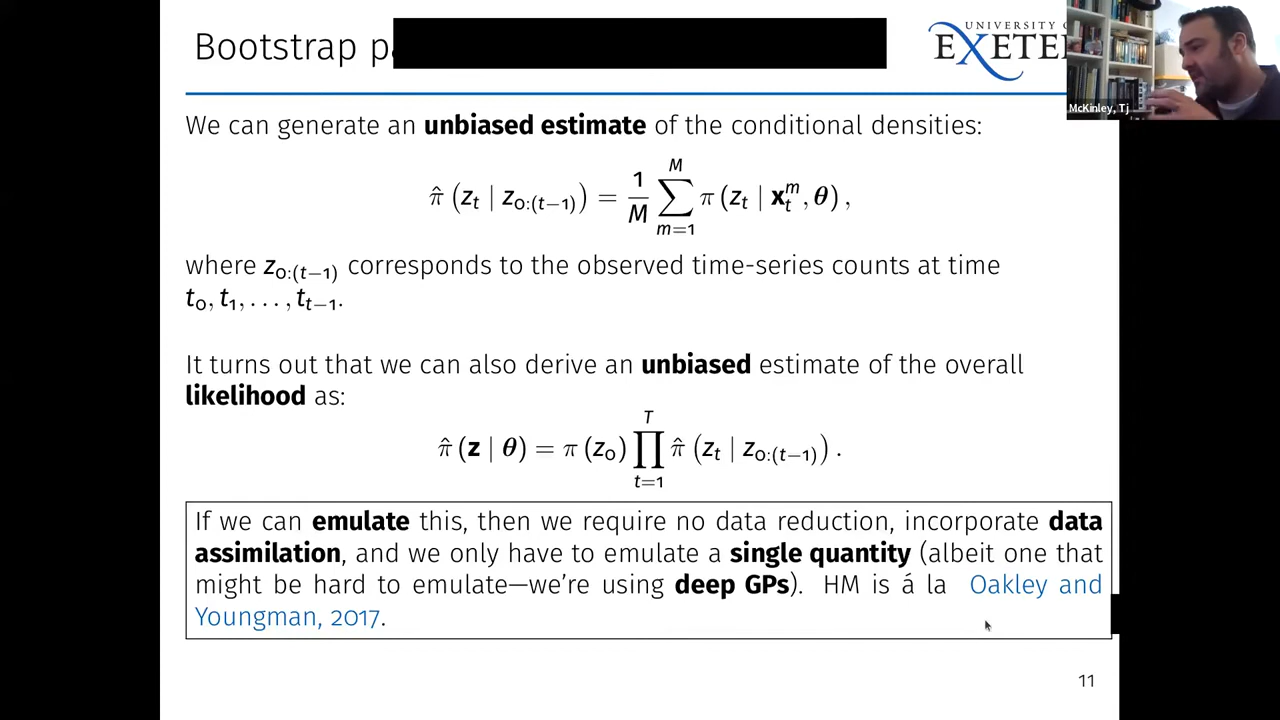 Bootstrap
UNIVERSITY
McKinley, Tj
We can generate an unbiased estimate of the conditional densities:
π̂ (z_t | z_{0:(t−1)}) = 1/M ∑_{m=1}^{M} π (z_t | x_t^m, θ) ,
where z_{0:(t−1)} corresponds to the observed time-series counts at time
t_0, t_1, . . . , t_{t−1}.
It turns out that we can also derive an unbiased estimate of the overall
likelihood as:
π̂ (z | θ) = π (z_0) ∏_{t=1}^{T} π̂ (z_t | z_{0:(t−1)}) .
If we can emulate this, then we require no data reduction, incorporate data
assimilation, and we only have to emulate a single quantity (albeit one that
might be hard to emulate—we're using deep GPs). HM is á la Oakley and
Youngman, 2017.
11